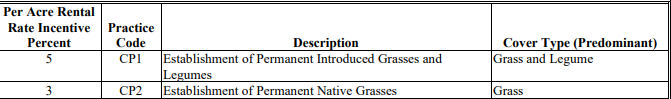 Per Acre Rental
Rate Incentive Practice
Percent Code Description Cover Type (Predominant)
5 CP1 Establishment of Permanent Introduced Grasses and Grass and Legume
Legumes
3 CP2 Establishment of Permanent Native Grasses Grass